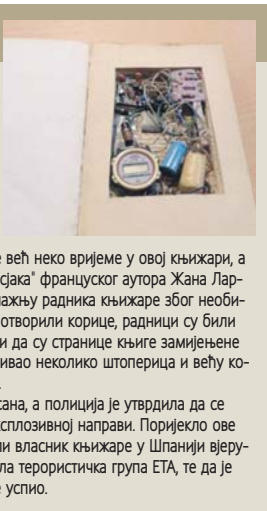 е већ неко вријеме у овој књижари, а
сјака" француског аутора Жана Лар-
ажњу радника књижаре због необи-
отворили корице, радници су били
и да су странице књиге замијењене
ивао неколико штоперица и већу ко-
сана, а полиција је утврдила да се
ксплозивној направи. Поријекло ове
ли власник књижаре у Шпанији вјеру-
ла терористичка група ЕТА, те да је
е успио.